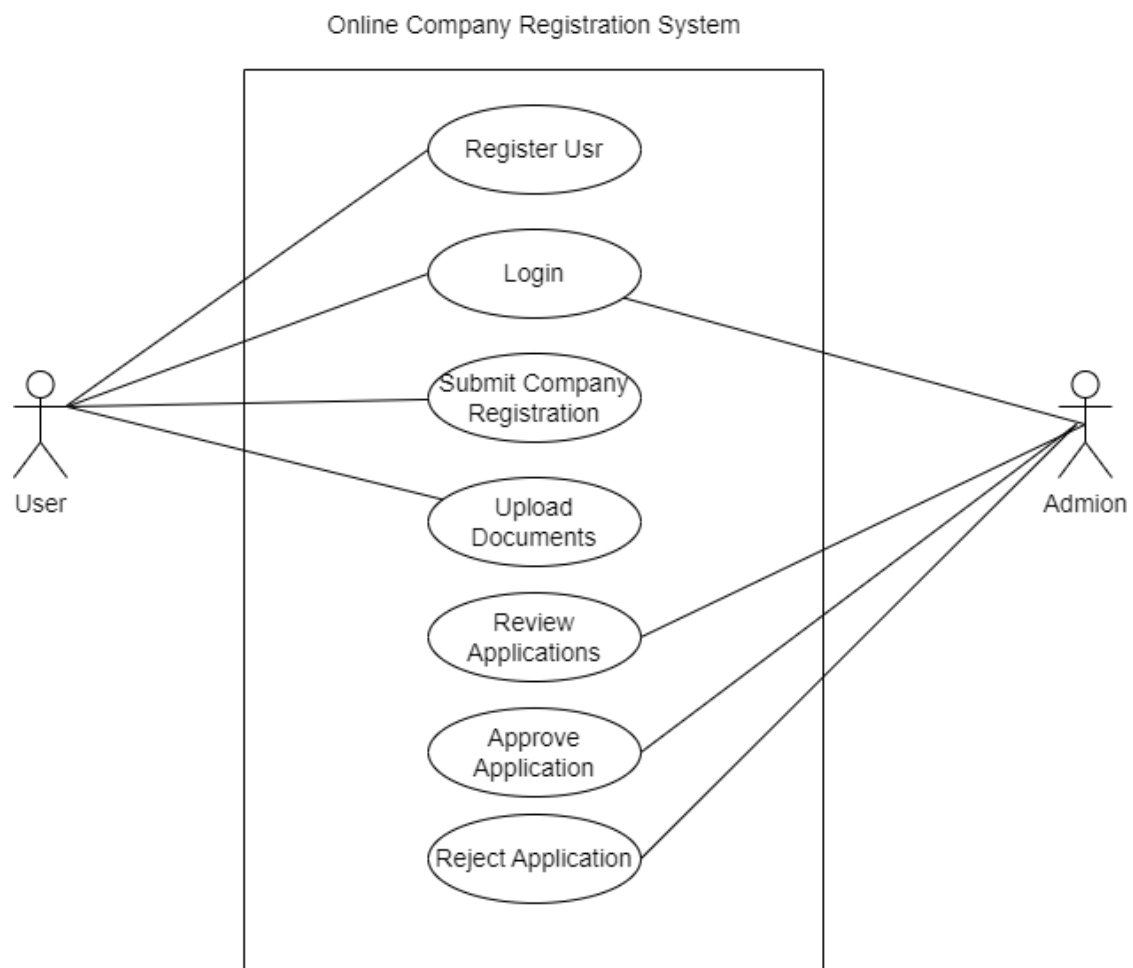 Online Company Registration System
Register Usr
Login
Submit Company
Registration
User
Admion
Upload
Documents
Review
Applications
Approve
Application
Reject Application